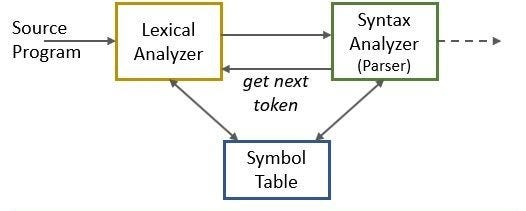 Source
Program
Lexical
Analyzer
Syntax
Analyzer
(Parser)
get next
token
Symbol
Table